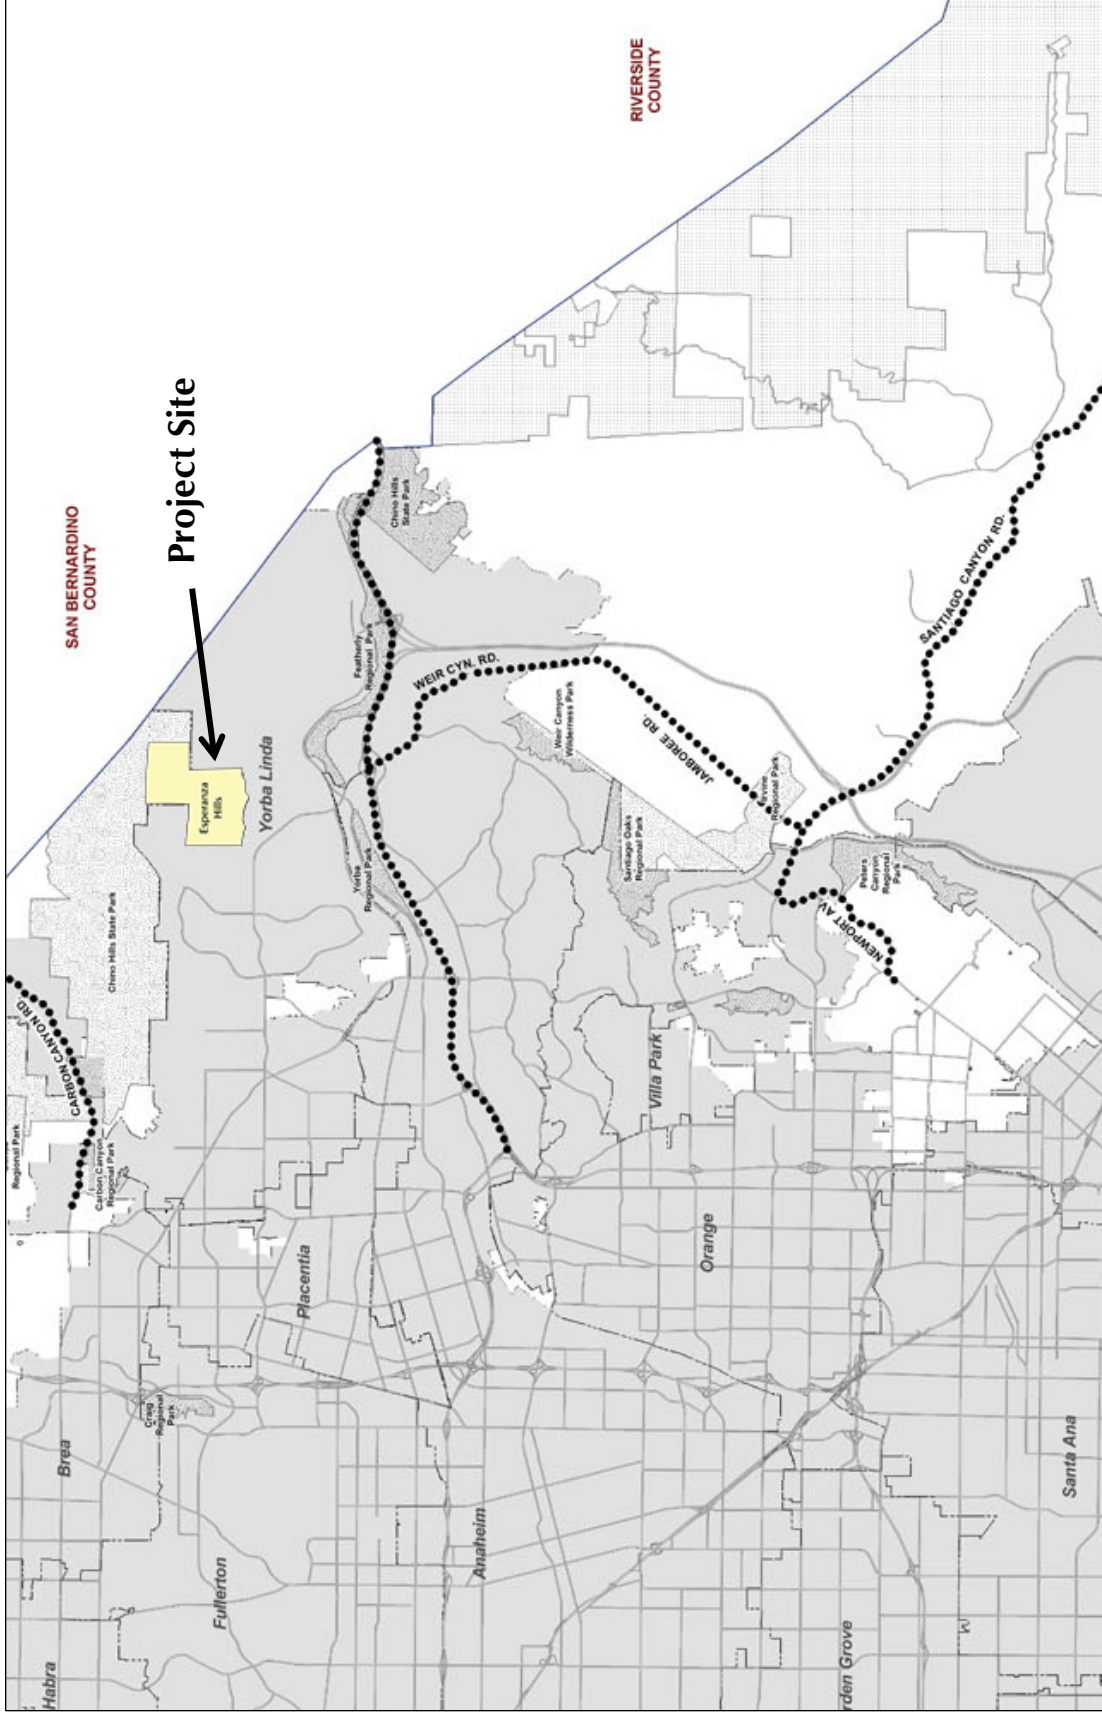 SAN BERNARDINO
COUNTY
RIVERSIDE
COUNTY
Project Site
Esperanza
Hills
Yorba Linda
Chino Hills State Park
CARBON CANYON RD.
Regional Park
Carbon Canyon
Regional Park
Chino Hills
State Park
Featherly
Regional Park
Yorba
Regional Park
WEIR CYN. RD.
Weir Canyon
Wilderness Park
JAMBOREE RD.
Santiago Oaks
Regional Park
Irvine
Regional Park
SANTIAGO CANYON RD.
Peters
Canyon
Regional
Park
NEWPORT AV.
Villa Park
Orange
Placentia
Craig
Regional
Park
Brea
Fullerton
Anaheim
Habra
rden Grove
Santa Ana